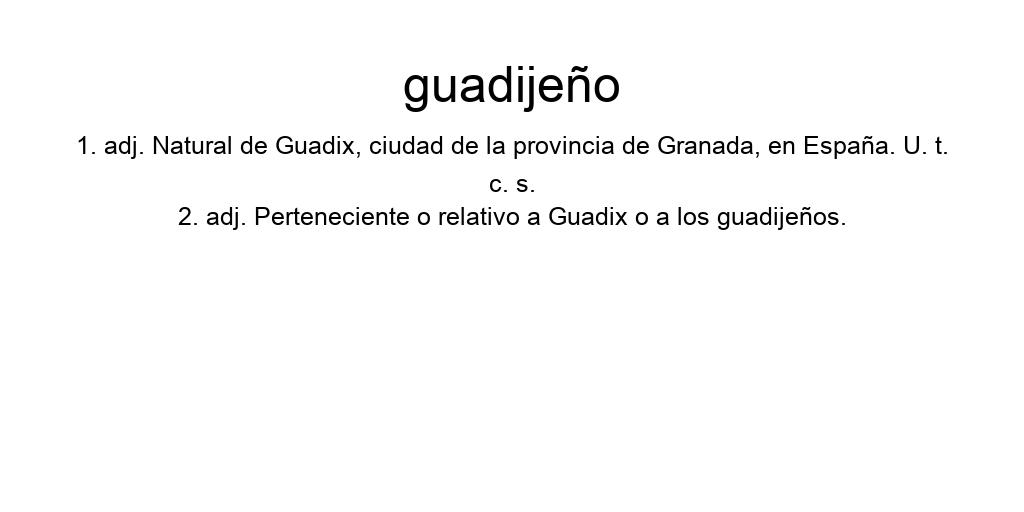 guadijeño
1. adj. Natural de Guadix, ciudad de la provincia de Granada, en España. U. t.
c. s.
2. adj. Perteneciente o relativo a Guadix o a los guadijeños.